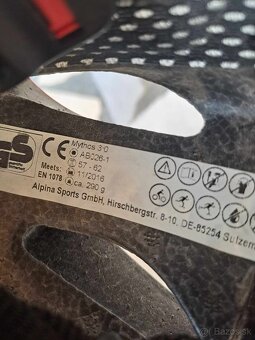 GS
CE
Mythos 3.0
AB026-1
57 - 62
Meets: 11/2016
EN 1078 ca. 290 g
Alpina Sports GmbH, Hirschbergstr. 8-10, DE-85254 Sulzem
bazos.sk